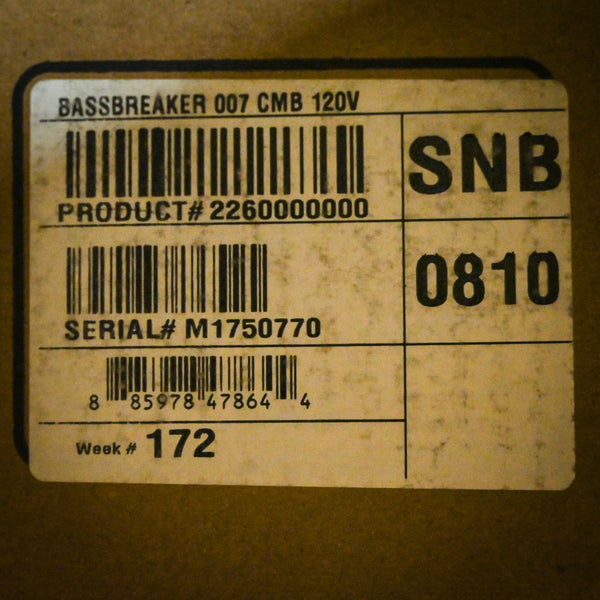 BASSBREAKER 007 CMB 120V
PRODUCT# 2260000000
SNB
SERIAL# M1750770
0810
8 85978 47864 4
Week # 172